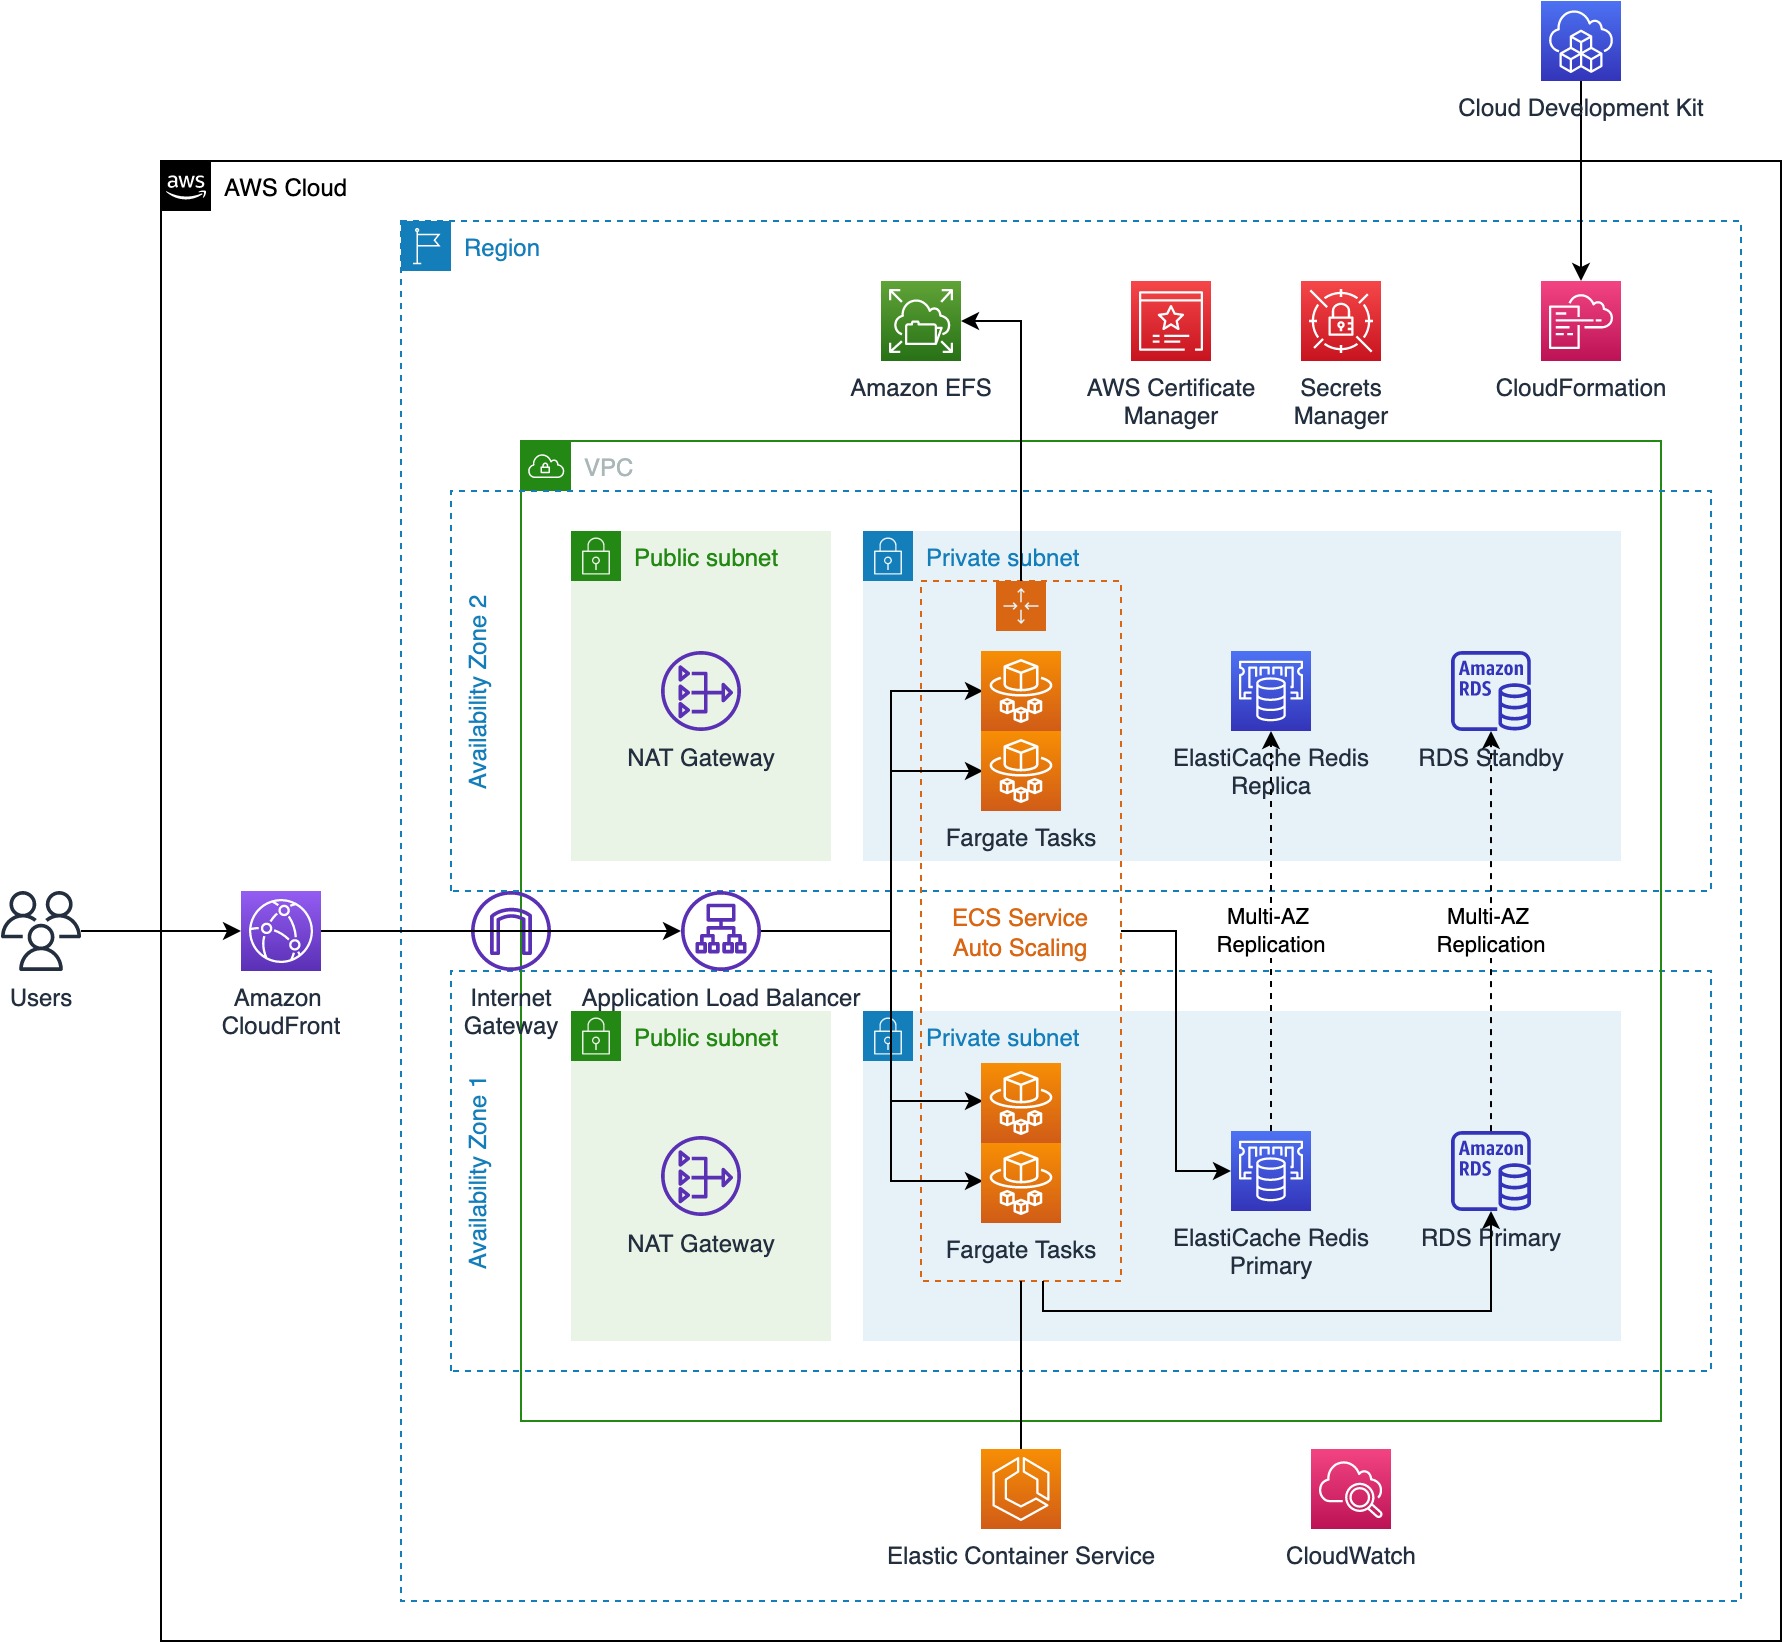 Cloud Development Kit
aws
AWS Cloud
Region
Amazon EFS
AWS Certificate
Manager
Secrets
Manager
CloudFormation
VPC
Availability Zone 2
Public subnet
NAT Gateway
Private subnet
Fargate Tasks
ElastiCache Redis
Replica
Amazon
RDS
RDS Standby
Users
Amazon
CloudFront
Internet
Gateway
Application Load Balancer
ECS Service
Auto Scaling
Multi-AZ
Replication
Multi-AZ
Replication
Availability Zone 1
Public subnet
NAT Gateway
Private subnet
Fargate Tasks
ElastiCache Redis
Primary
Amazon
RDS
RDS Primary
Elastic Container Service
CloudWatch